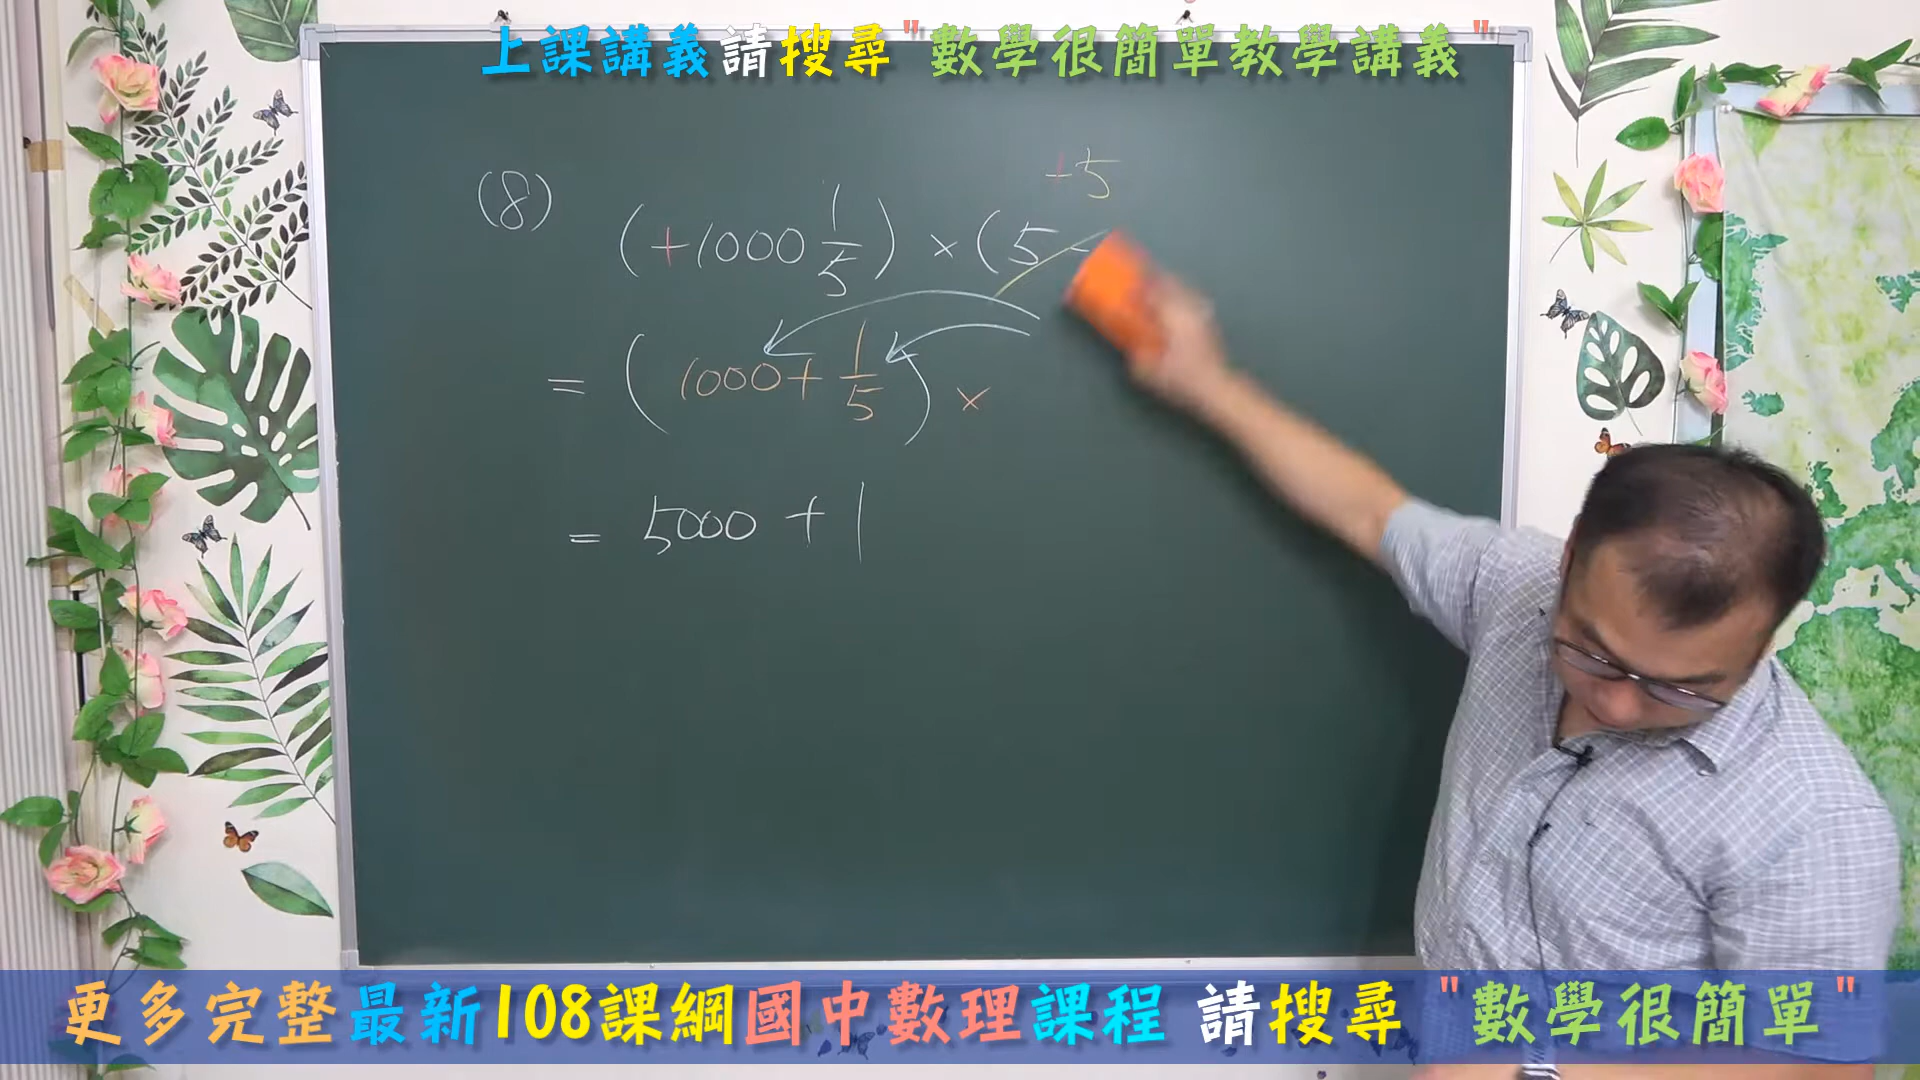 上課講義請搜尋"數學很簡單教學講義"
+5
(8) (+1000 1/5) × (5 -
= (1000 + 1/5) ×
= 5000 + 1
更多完整最新108課綱國中數理課程 請搜尋 "數學很簡單"